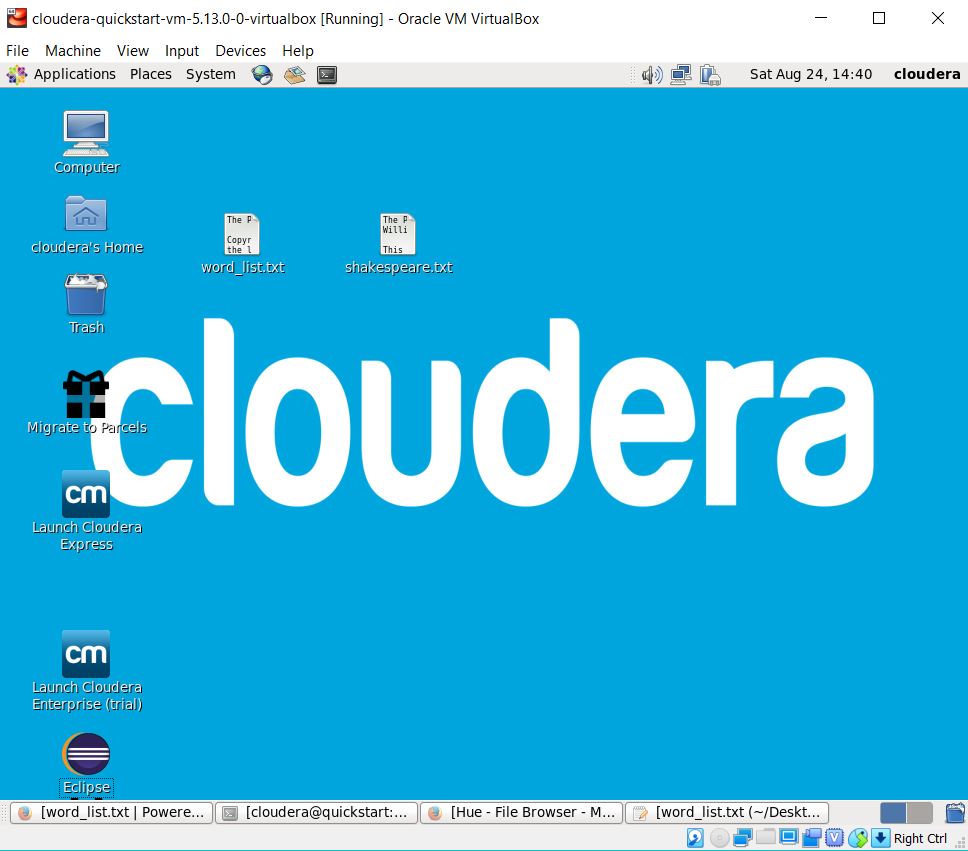 cloudera-quickstart-vm-5.13.0-0-virtualbox [Running] - Oracle VM VirtualBox
File Machine View Input Devices Help
Applications Places System Sat Aug 24, 14:40 cloudera
Computer
cloudera's Home
The P
Copyr
the l
word_list.txt
The P
Willi
This
shakespeare.txt
Trash
cloudera
Migrate to Parcels
cm
Launch Cloudera
Express
cm
Launch Cloudera
Enterprise (trial)
Eclipse
[word_list.txt | Powere... [cloudera@quickstart:... [Hue - File Browser - M... [word_list.txt (~/Deskt...
Right Ctrl